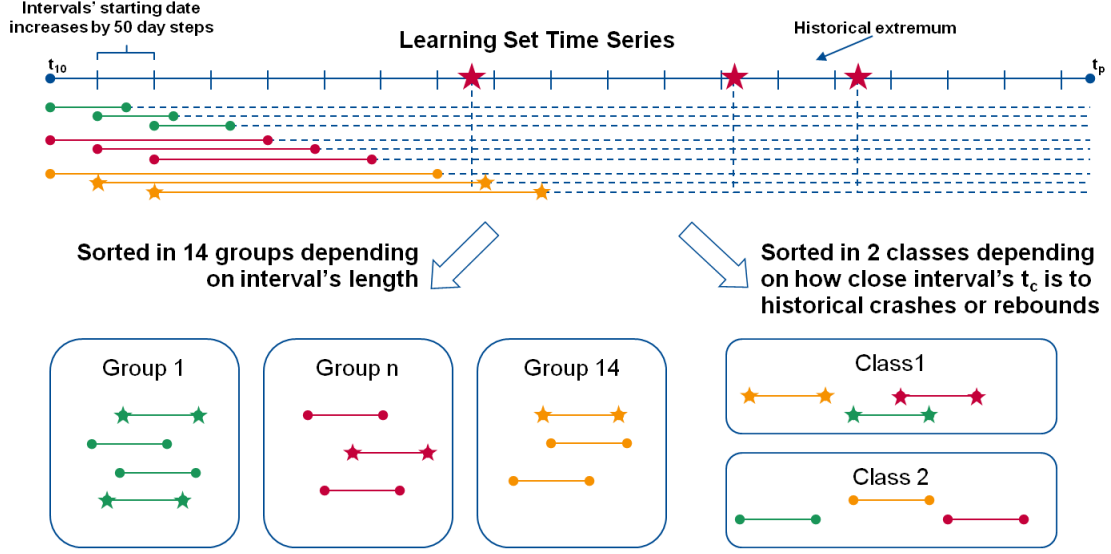 Intervals' starting date
increases by 50 day steps
Learning Set Time Series
Historical extremum
t10
tp
Sorted in 14 groups depending
on interval's length
Sorted in 2 classes depending
on how close interval's tc is to
historical crashes or rebounds
Group 1
Group n
Group 14
Class1
Class 2